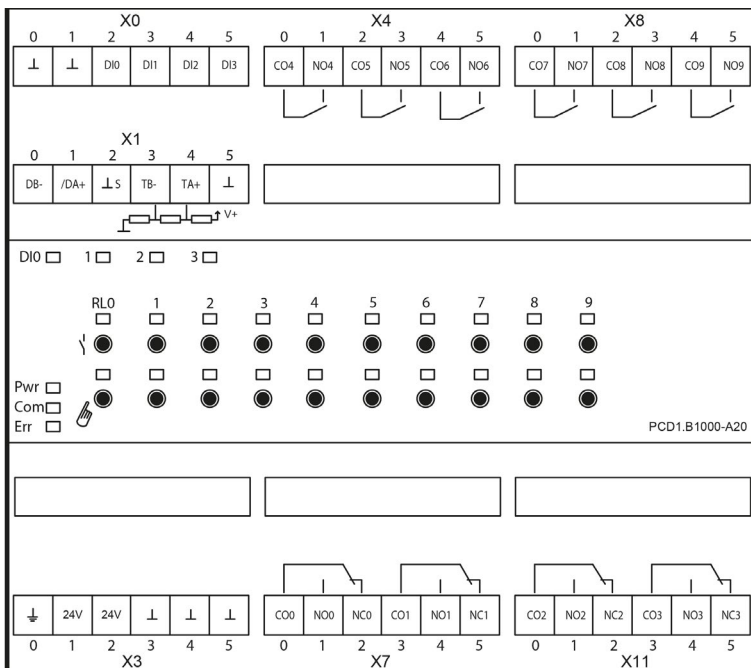 X0 X4 X8
0 1 2 3 4 5 0 1 2 3 4 5 0 1 2 3 4 5
⊥ ⊥ DI0 DI1 DI2 DI3 CO4 NO4 CO5 NO5 CO6 NO6 CO7 NO7 CO8 NO8 CO9 NO9
X1
0 1 2 3 4 5
DB- /DA+ ⊥ S TB- TA+ ⊥
V+
DI0 1 2 3
RL0 1 2 3 4 5 6 7 8 9
Pwr
Com
Err PCD1.B1000-A20
24V 24V ⊥ ⊥ ⊥ CO0 NO0 NC0 CO1 NO1 NC1 CO2 NO2 NC2 CO3 NO3 NC3
0 1 2 3 4 5 0 1 2 3 4 5 0 1 2 3 4 5
X3 X7 X11